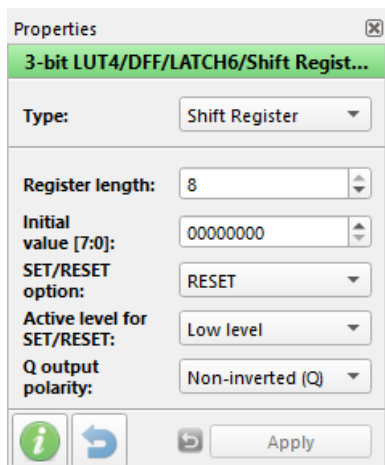 Properties
3-bit LUT4/DFF/LATCH6/Shift Regist...
Type: Shift Register
Register length: 8
Initial
value [7:0]: 00000000
SET/RESET
option: RESET
Active level for
SET/RESET: Low level
Q output
polarity: Non-inverted (Q)
Apply